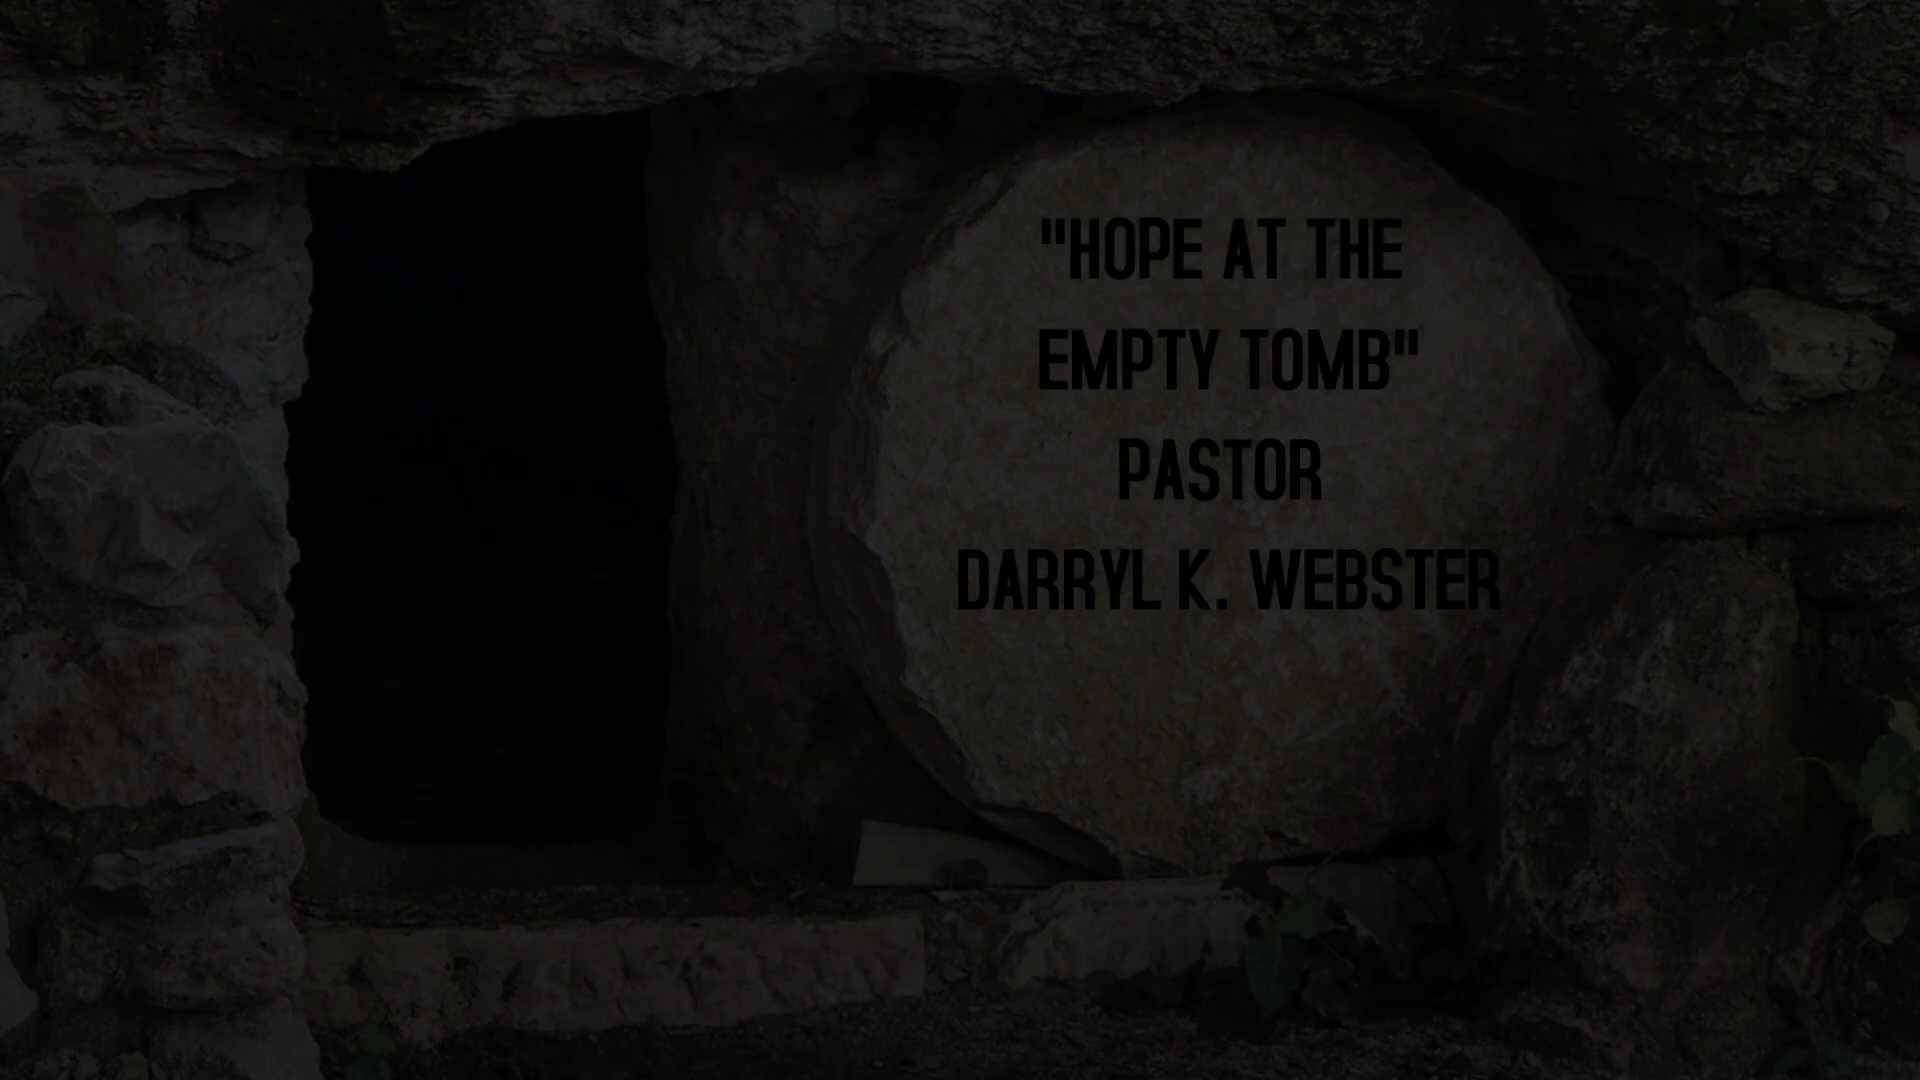 "HOPE AT THE
EMPTY TOMB"
PASTOR
DARRYL K. WEBSTER